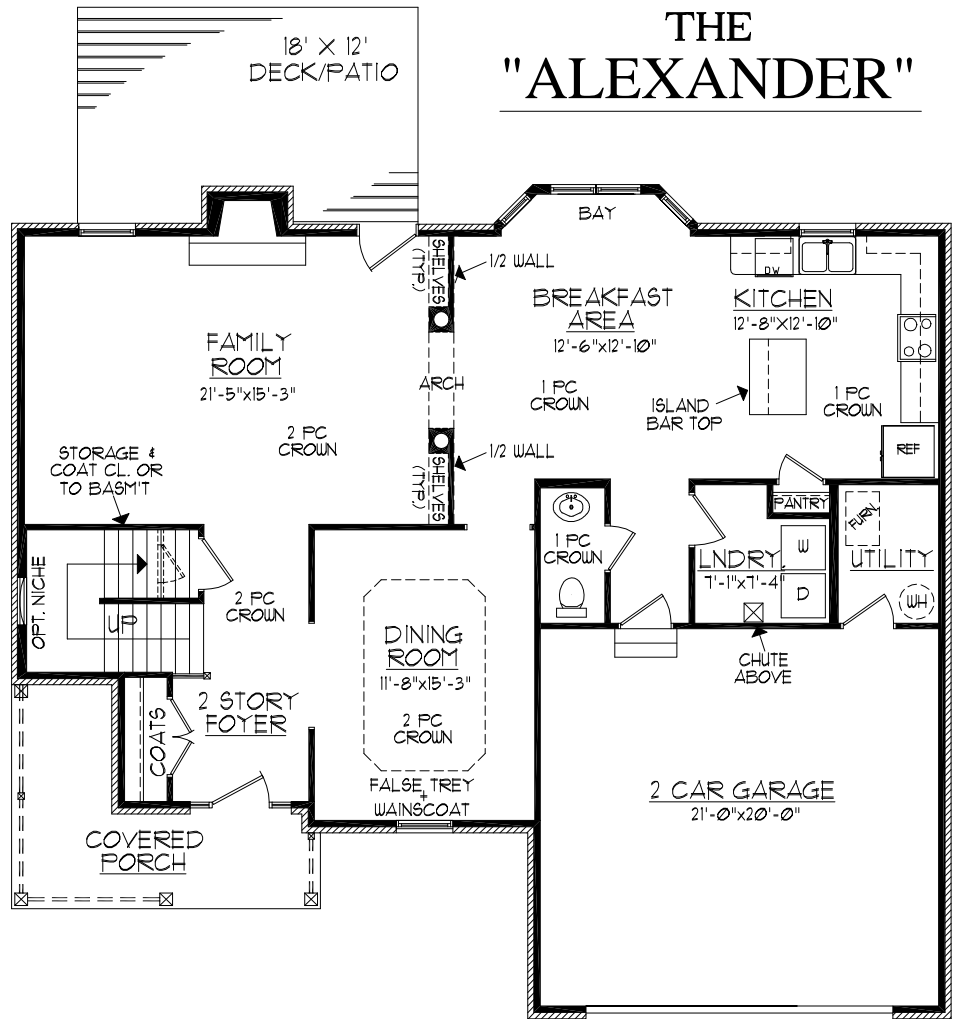 THE
"ALEXANDER"
18' X 12'
DECK/PATIO
BAY
SHELVES
(TYP.)
1/2 WALL
DW
BREAKFAST
AREA
12'-6"x12'-10"
KITCHEN
12'-8"X12'-10"
FAMILY
ROOM
21'-5"x15'-3"
ARCH
1 PC
CROWN
ISLAND
BAR TOP
1 PC
CROWN
2 PC
CROWN
STORAGE &
COAT CL. OR
TO BASM'T
1/2 WALL
SHELVES
(TYP.)
REF
PANTRY
FURN
1 PC
CROWN
W
LNDRY.
7'-1"x7'-4"
D
UTILITY
WH
OPT. NICHE
UP
2 PC
CROWN
DINING
ROOM
11'-8"x15'-3"
2 PC
CROWN
CHUTE
ABOVE
2 STORY
FOYER
COATS
FALSE TREY
+
WAINSCOAT
2 CAR GARAGE
21'-0"x20'-0"
COVERED
PORCH